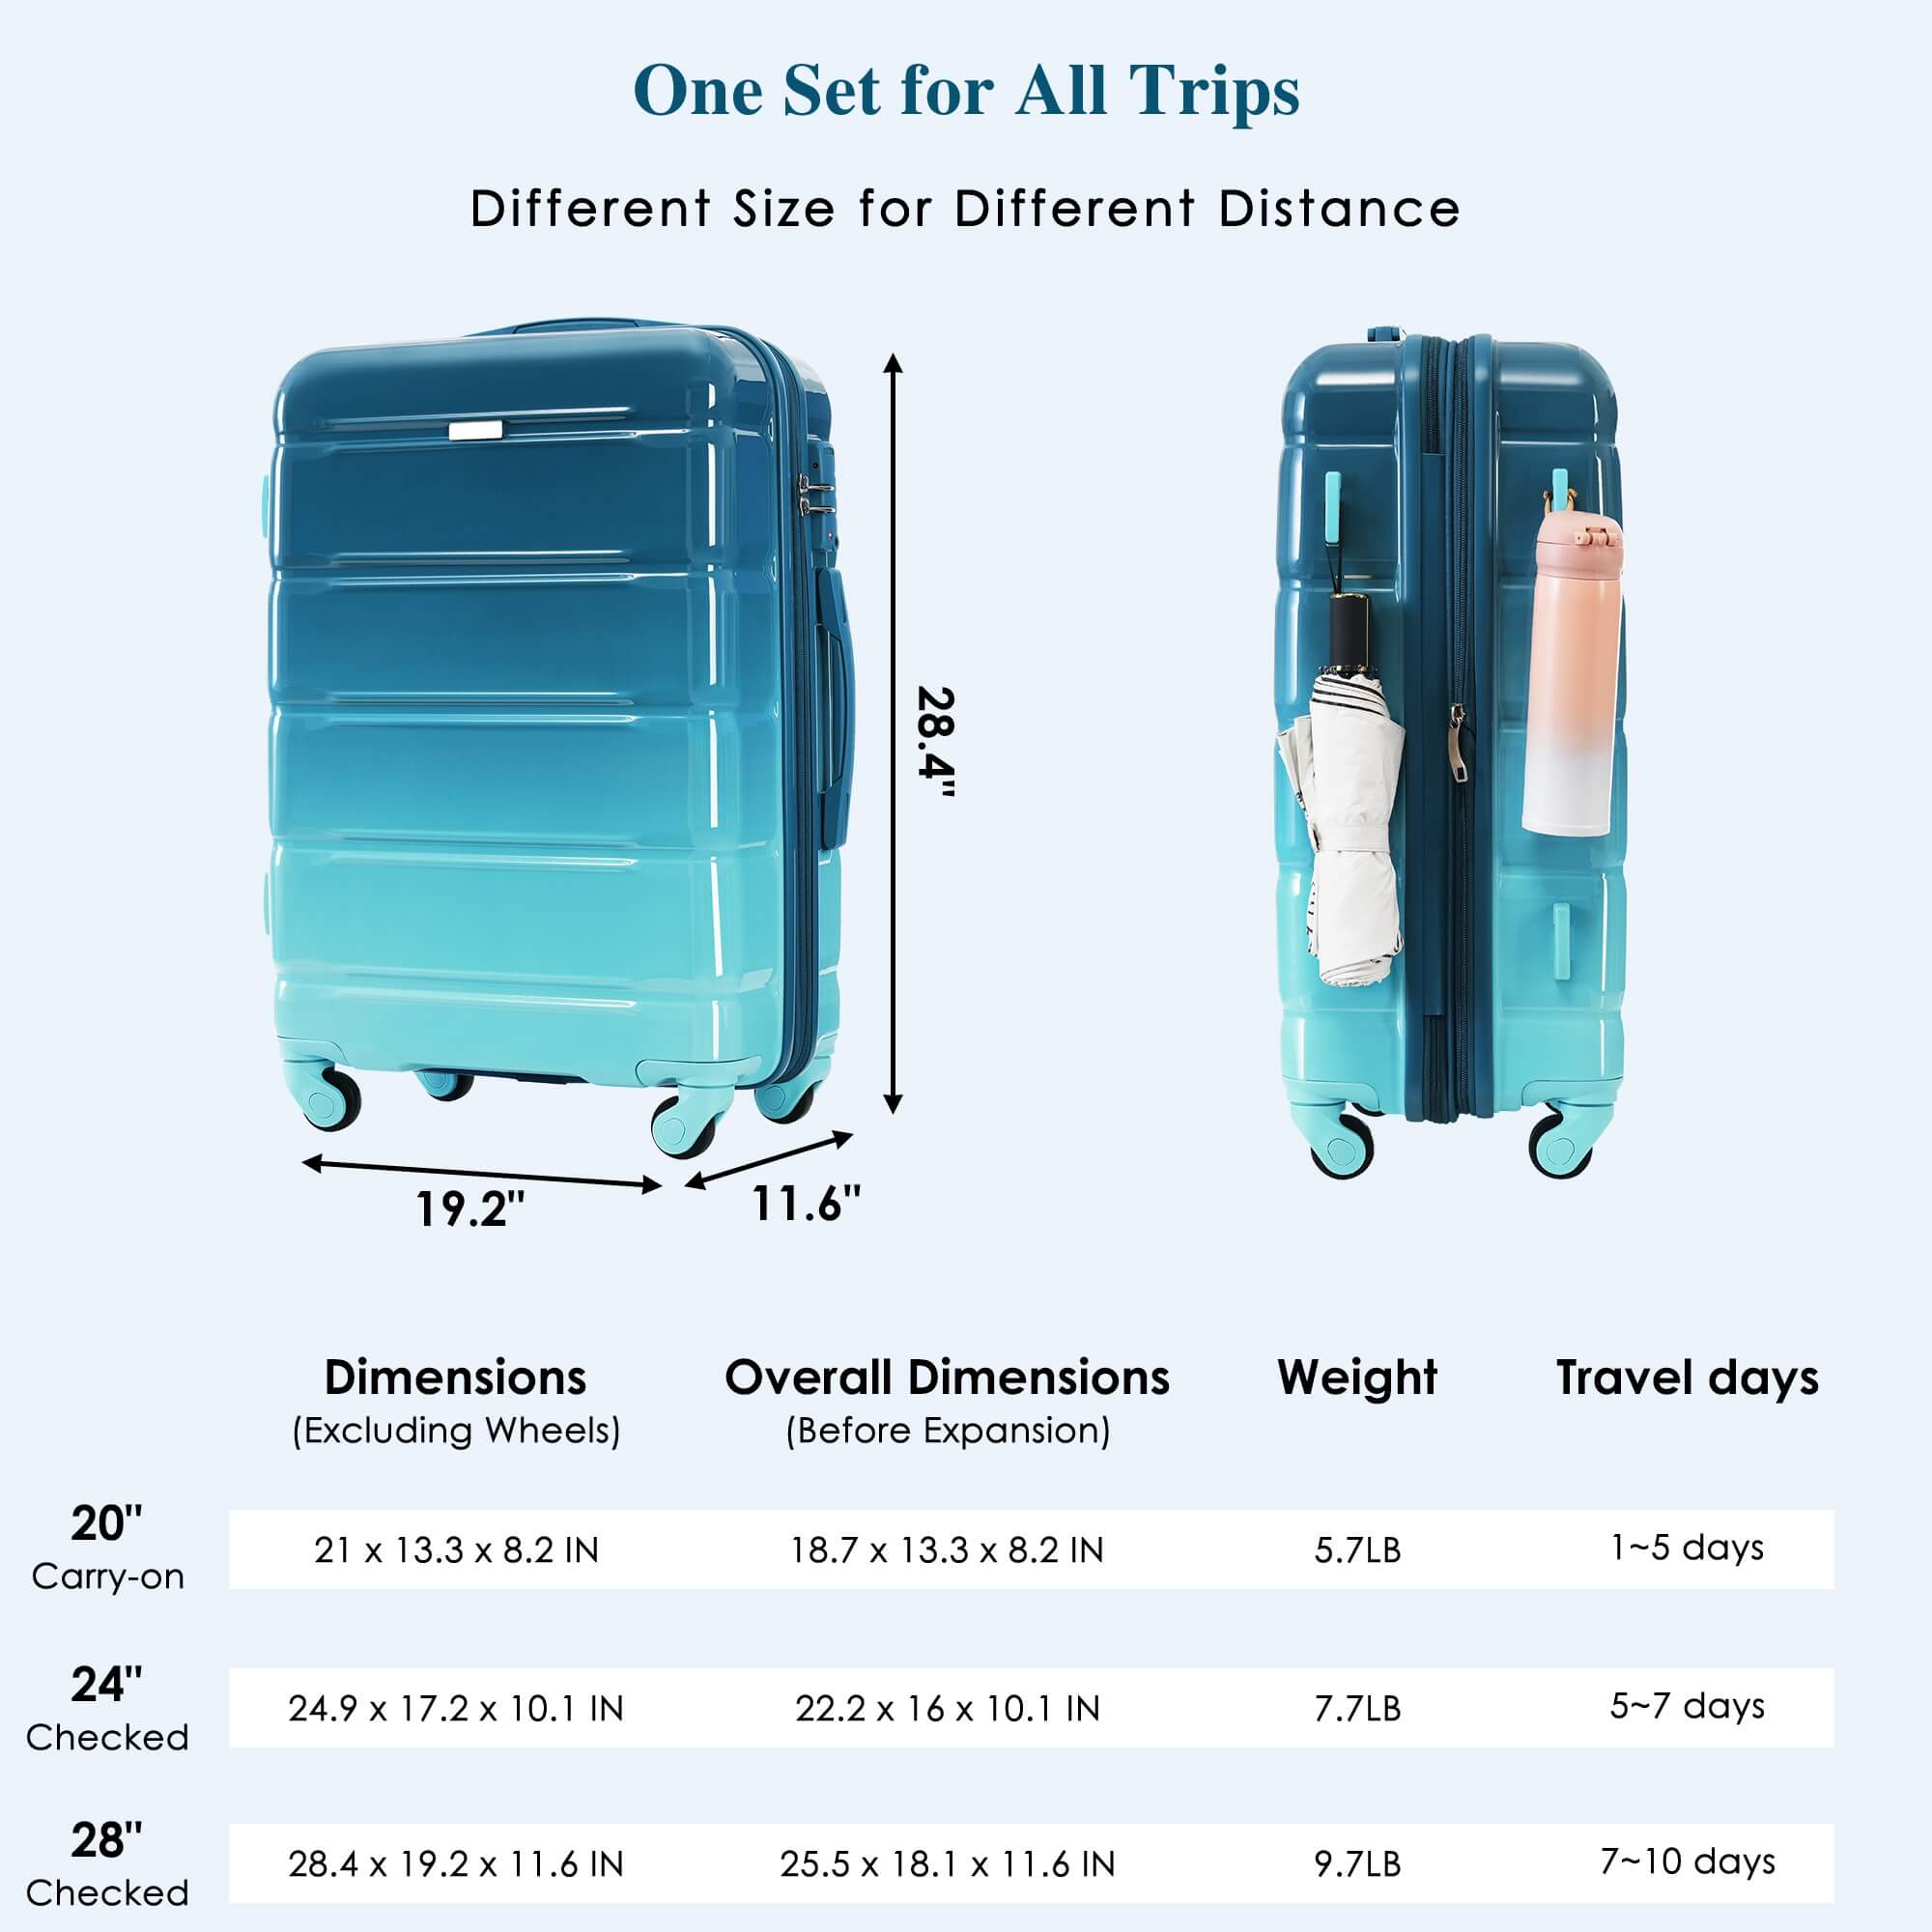 One Set for All Trips
Different Size for Different Distance
28.4"
19.2"
11.6"
Dimensions Overall Dimensions Weight Travel days
(Excluding Wheels) (Before Expansion)
20"
Carry-on
21 x 13.3 x 8.2 IN 18.7 x 13.3 x 8.2 IN 5.7LB 1~5 days
24"
Checked
24.9 x 17.2 x 10.1 IN 22.2 x 16 x 10.1 IN 7.7LB 5~7 days
28"
Checked
28.4 x 19.2 x 11.6 IN 25.5 x 18.1 x 11.6 IN 9.7LB 7~10 days